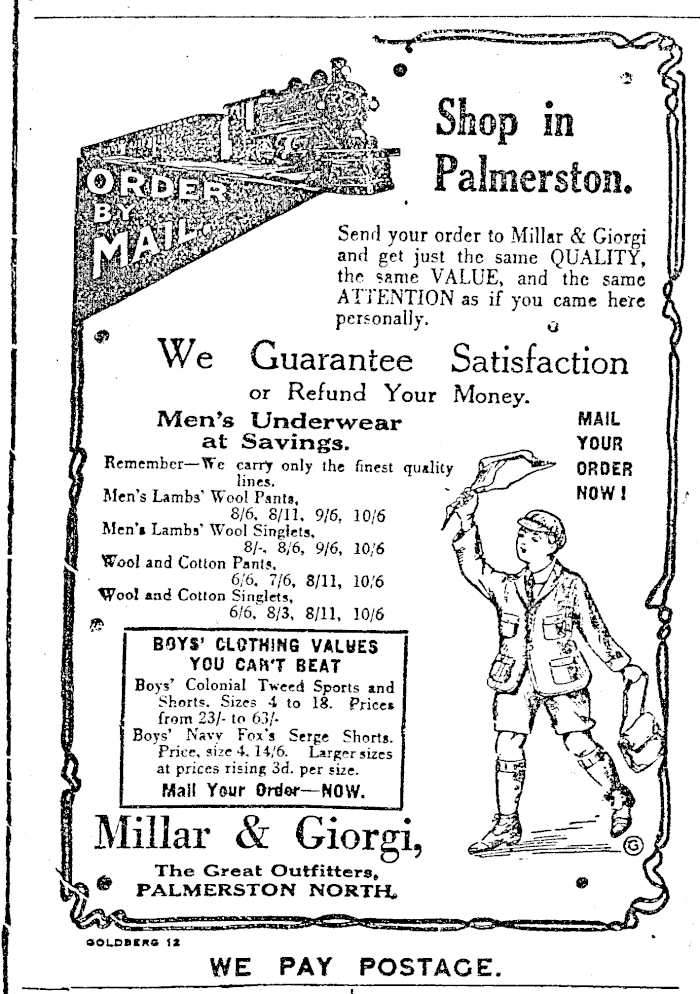 ORDER
BY
MAIL.
Shop in
Palmerston.
Send your order to Millar & Giorgi
and get just the same QUALITY,
the same VALUE, and the same
ATTENTION as if you came here
personally.
We Guarantee Satisfaction
or Refund Your Money.
Men's Underwear
at Savings.
Remember—We carry only the finest quality
lines.
Men's Lambs' Wool Pants,
8/6, 8/11, 9/6, 10/6
Men's Lambs' Wool Singlets,
8/-, 8/6, 9/6, 10/6
Wool and Cotton Pants,
6/6, 7/6, 8/11, 10/6
Wool and Cotton Singlets,
6/6, 8/3, 8/11, 10/6
MAIL
YOUR
ORDER
NOW!
BOYS' CLOTHING VALUES
YOU CAN'T BEAT
Boys' Colonial Tweed Sports and
Shorts. Sizes 4 to 18. Prices
from 23/- to 63/-
Boys' Navy Fox's Serge Shorts.
Price, size 4, 14/6. Larger sizes
at prices rising 3d. per size.
Mail Your Order—NOW.
G
Millar & Giorgi,
The Great Outfitters,
PALMERSTON NORTH.
GOLDBERG 12
WE PAY POSTAGE.